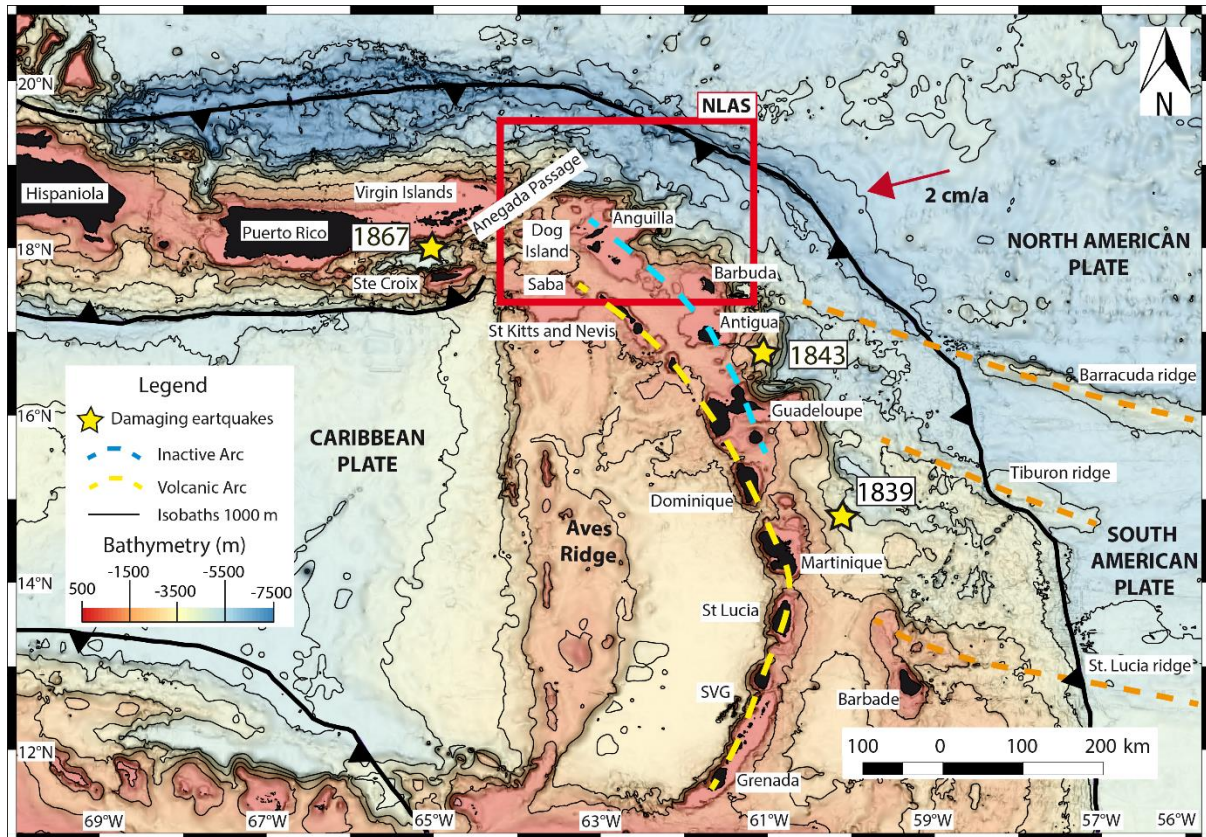 20°N
18°N
16°N
14°N
12°N
69°W
67°W
65°W
63°W
61°W
59°W
57°W
56°W
NLAS
N
2 cm/a
Hispaniola
Puerto Rico
Virgin Islands
Anegada Passage
1867
Ste Croix
Dog
Island
Anguilla
Saba
Barbuda
St Kitts and Nevis
Antigua
1843
NORTH AMERICAN
PLATE
Barracuda ridge
Guadeloupe
CARIBBEAN
PLATE
Tiburon ridge
Dominique
1839
Aves
Ridge
SOUTH
AMERICAN
PLATE
Martinique
St Lucia
St. Lucia ridge
SVG
Barbade
Grenada
Legend
Damaging eartquakes
Inactive Arc
Volcanic Arc
Isobaths 1000 m
Bathymetry (m)
-1500 -5500
500 -3500 -7500
100 0 100 200 km